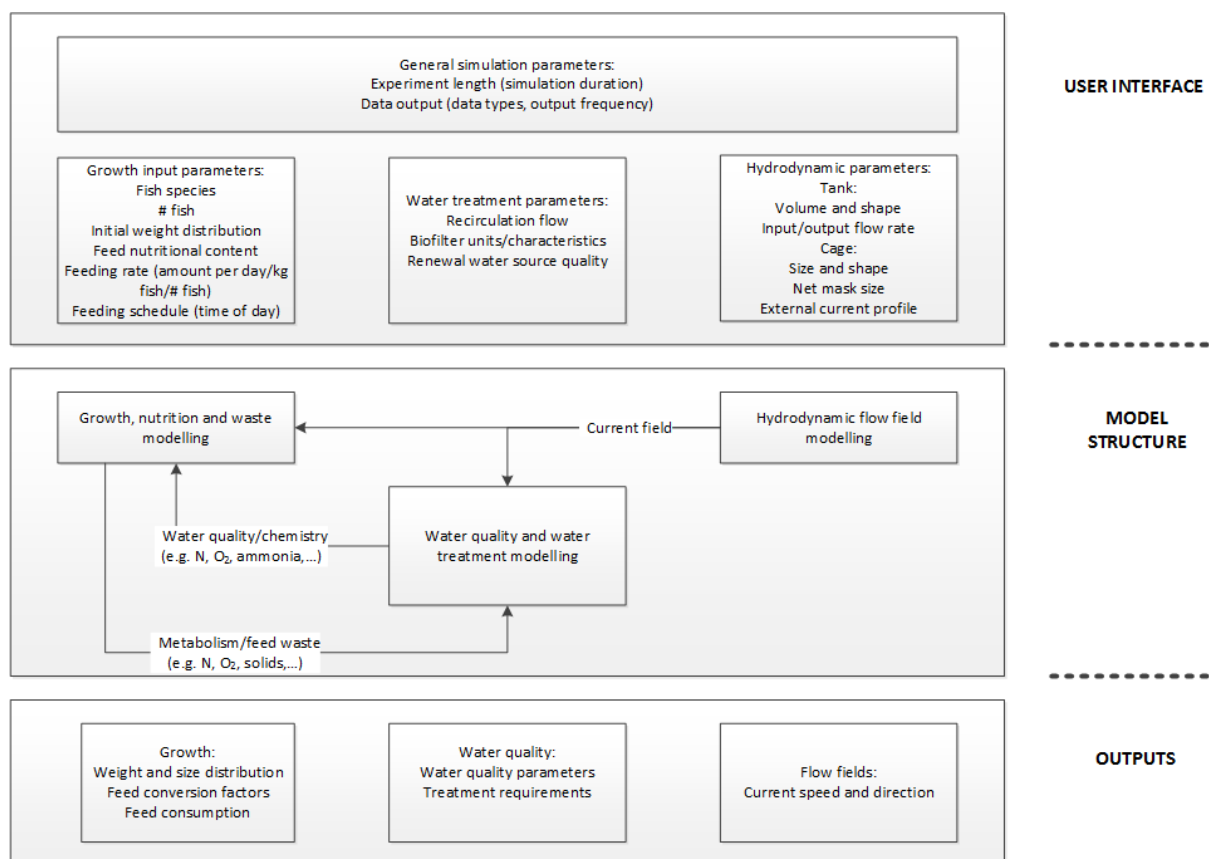 General simulation parameters:
Experiment length (simulation duration)
Data output (data types, output frequency)
USER INTERFACE
Growth input parameters:
Fish species
# fish
Initial weight distribution
Feed nutritional content
Feeding rate (amount per day/kg
fish/# fish)
Feeding schedule (time of day)
Water treatment parameters:
Recirculation flow
Biofilter units/characteristics
Renewal water source quality
Hydrodynamic parameters:
Tank:
Volume and shape
Input/output flow rate
Cage:
Size and shape
Net mask size
External current profile
Growth, nutrition and waste
modelling
Current field
Hydrodynamic flow field
modelling
MODEL
STRUCTURE
Water quality/chemistry
(e.g. N, O₂, ammonia,...)
Water quality and water
treatment modelling
Metabolism/feed waste
(e.g. N, O₂, solids,...)
Growth:
Weight and size distribution
Feed conversion factors
Feed consumption
Water quality:
Water quality parameters
Treatment requirements
Flow fields:
Current speed and direction
OUTPUTS